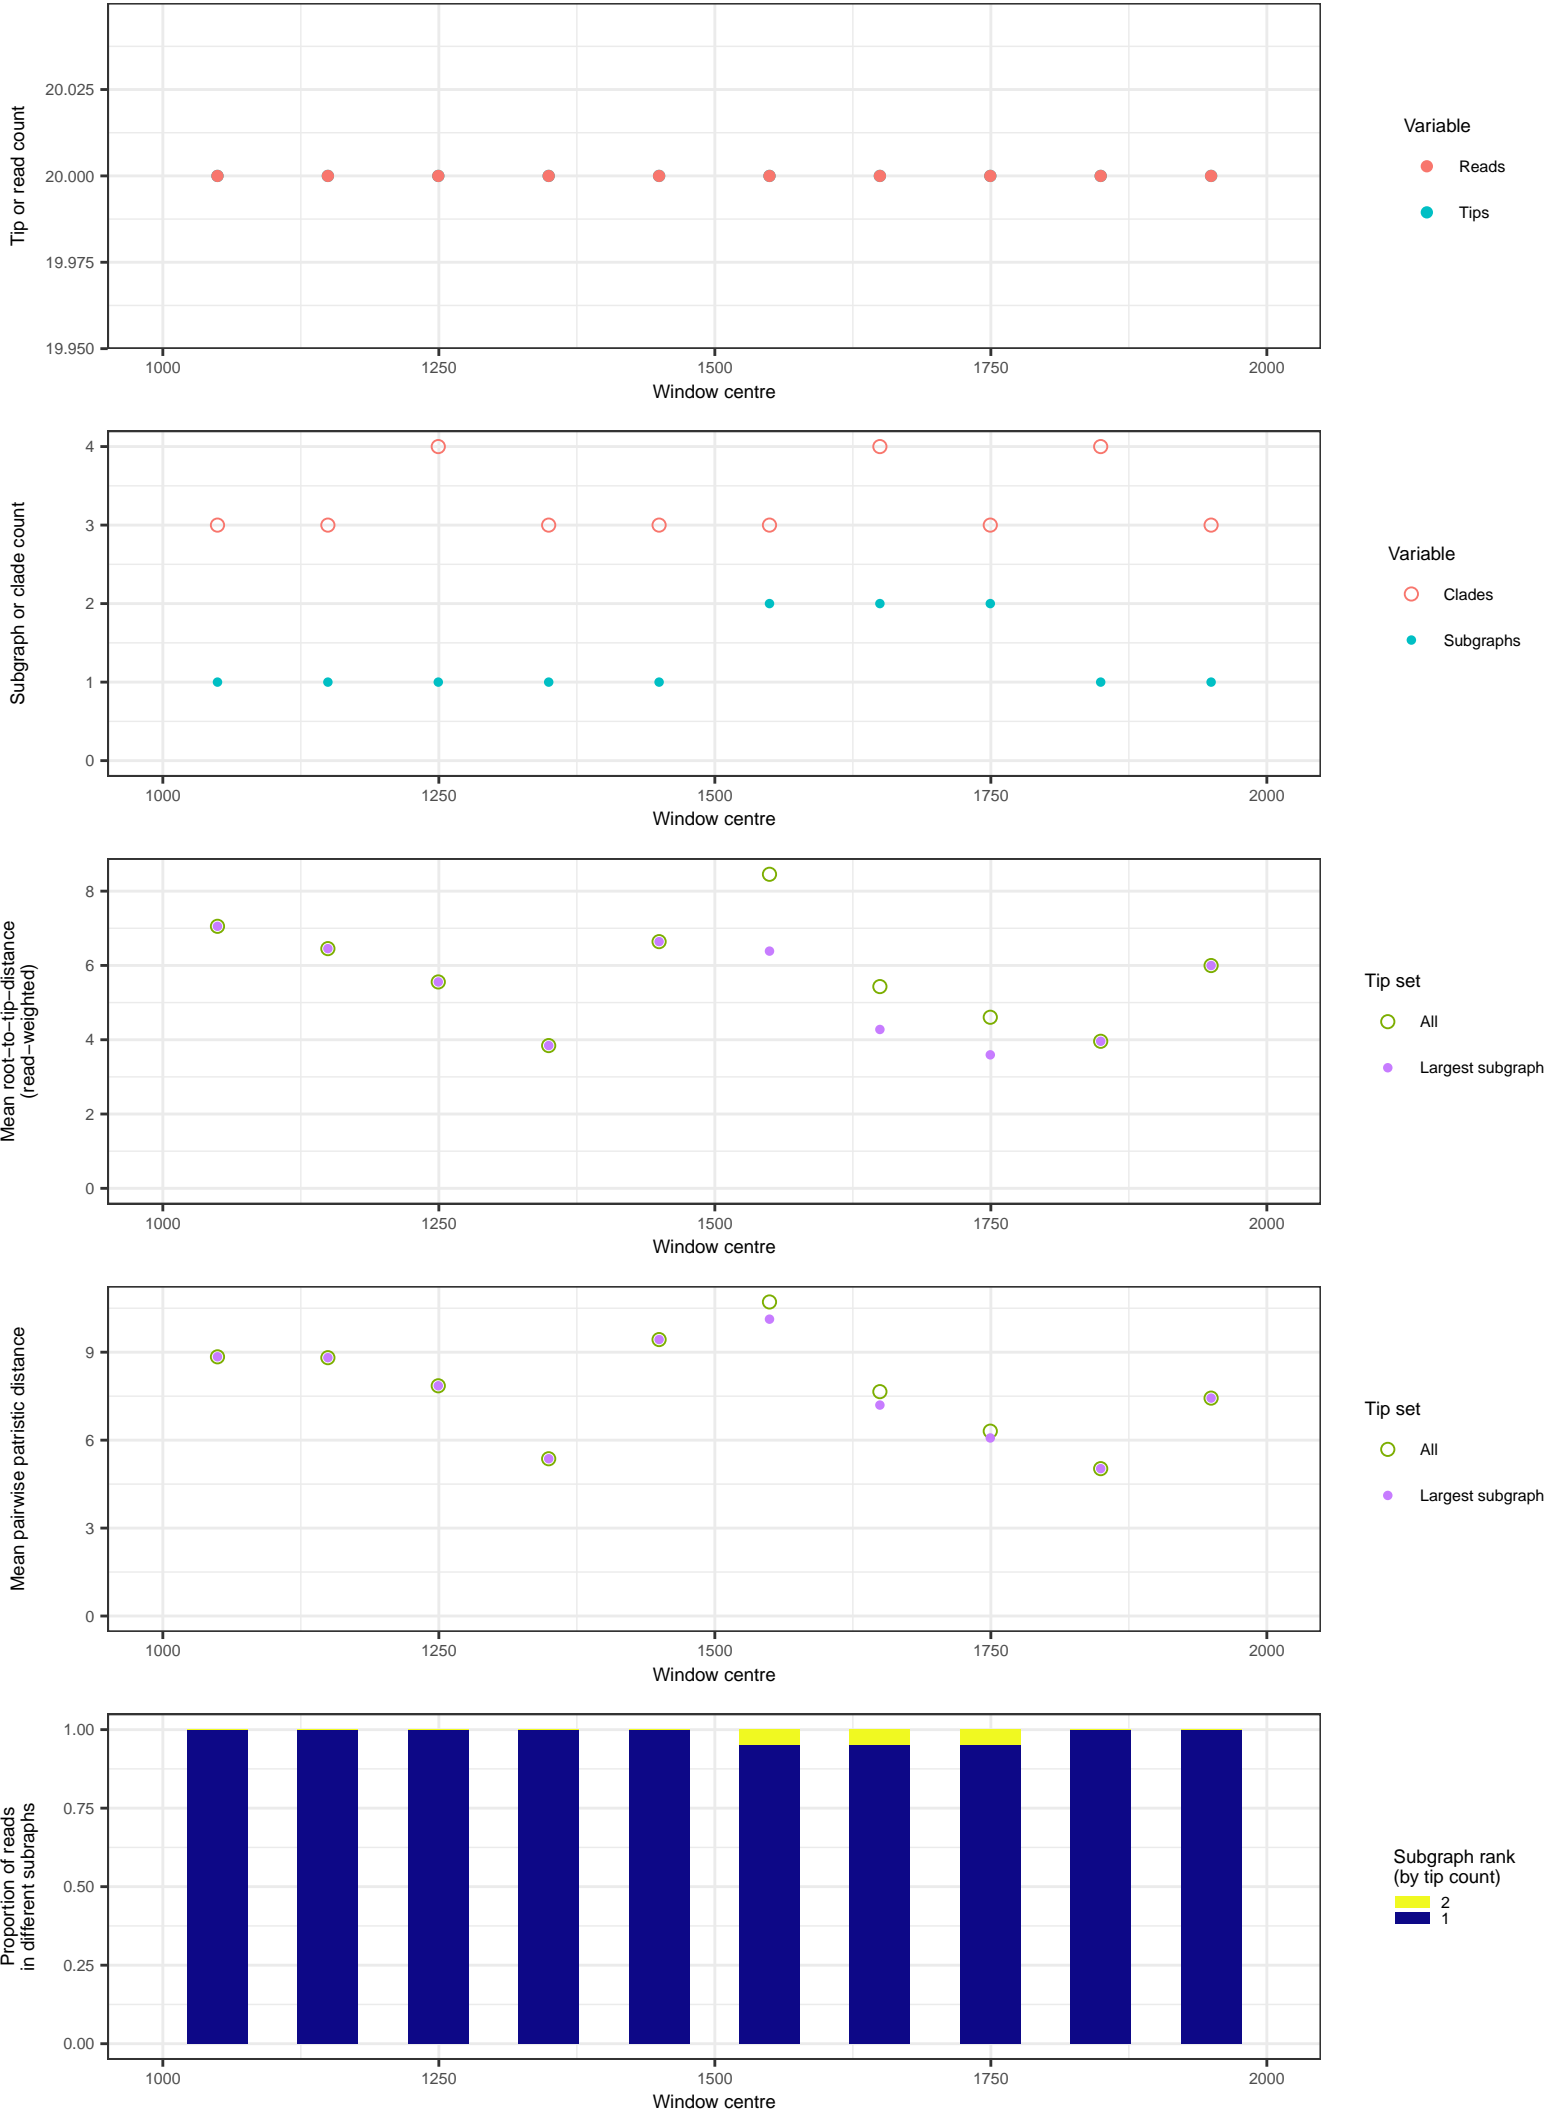 Tip or read count
20.025
20.000
19.975
19.950
1000 1250 1500 1750 2000
Window centre
Variable
Reads
Tips
Subgraph or clade count
4
3
2
1
0
1000 1250 1500 1750 2000
Window centre
Variable
Clades
Subgraphs
Mean root−to−tip−distance
(read−weighted)
8
6
4
2
0
1000 1250 1500 1750 2000
Window centre
Tip set
All
Largest subgraph
Mean pairwise patristic distance
9
6
3
0
1000 1250 1500 1750 2000
Window centre
Tip set
All
Largest subgraph
Proportion of reads
in different subraphs
1.00
0.75
0.50
0.25
0.00
1000 1250 1500 1750 2000
Window centre
Subgraph rank
(by tip count)
2
1